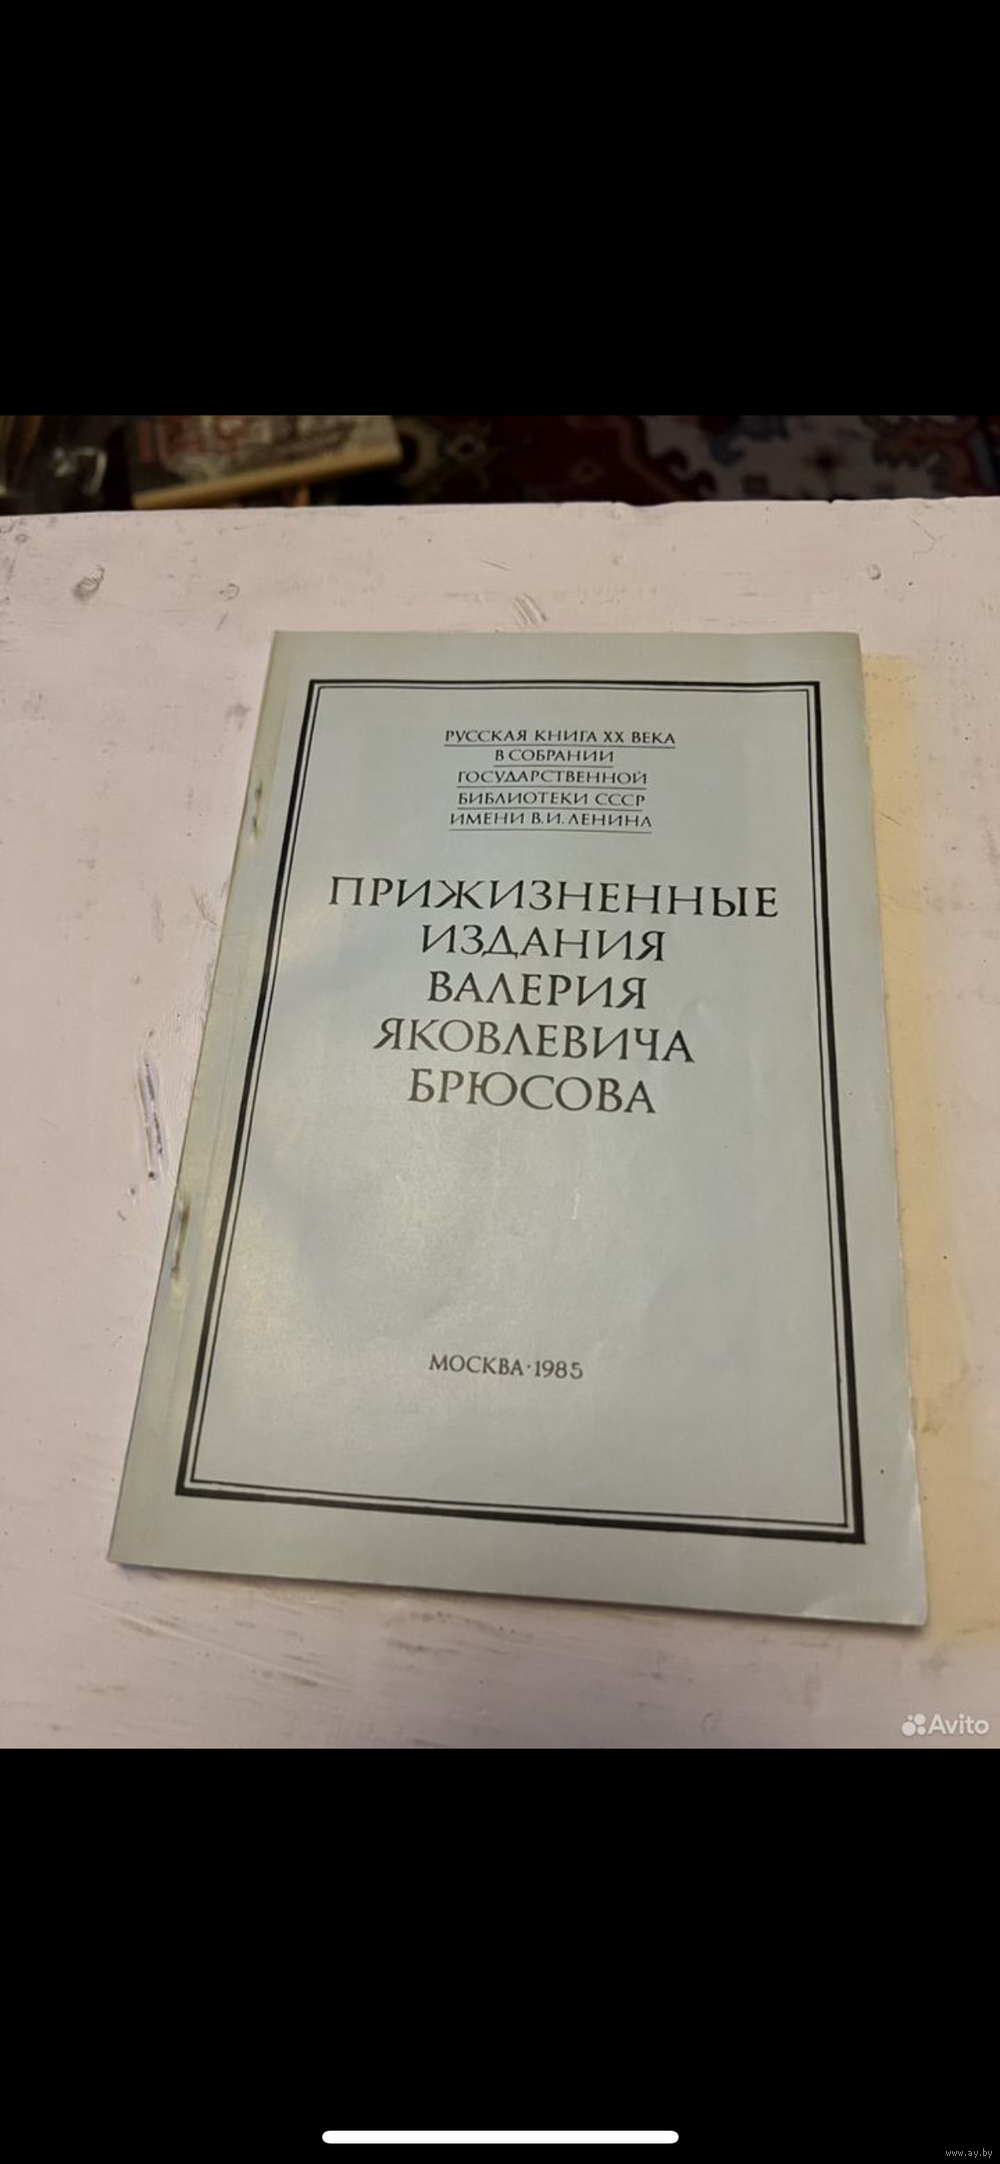 РУССКАЯ КНИГА XX ВЕКА
В СОБРАНИИ
ГОСУДАРСТВЕННОЙ
БИБЛИОТЕКИ СССР
ИМЕНИ В.И.ЛЕНИНА
ПРИЖИЗНЕННЫЕ
ИЗДАНИЯ
ВАЛЕРИЯ
ЯКОВЛЕВИЧА
БРЮСОВА
МОСКВА·1985
Avito
www.ay.by